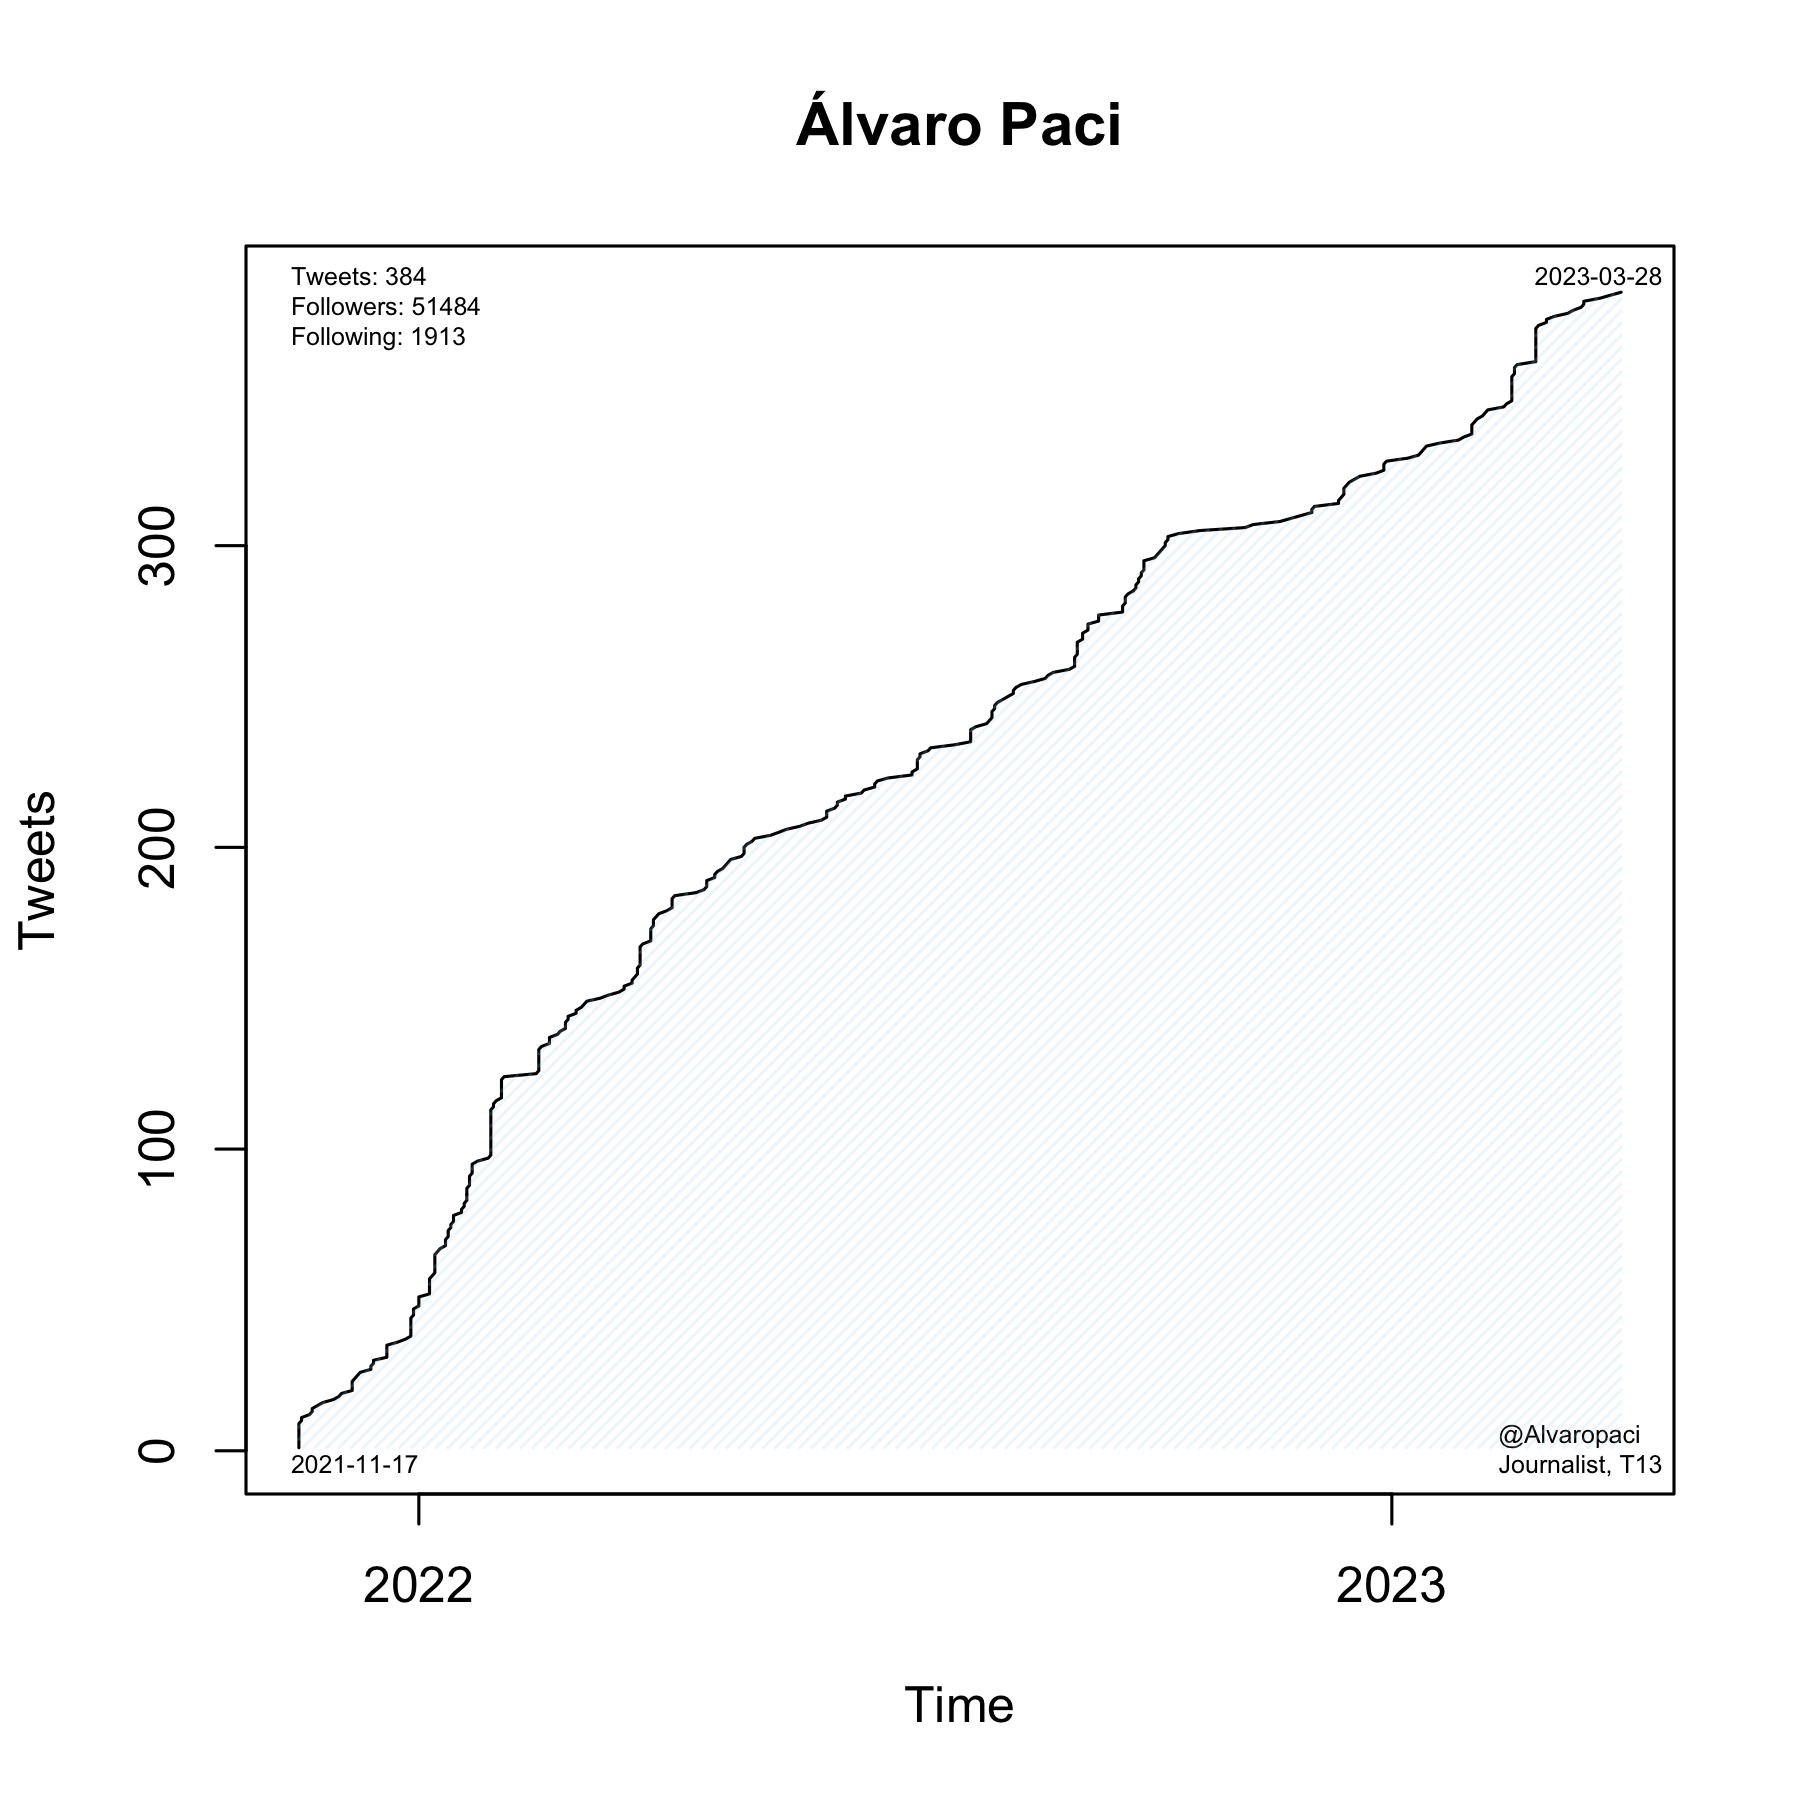 Álvaro Paci
Tweets: 384
Followers: 51484
Following: 1913
2023-03-28
300
200
100
0
Tweets
2021-11-17
@Alvaropaci
Journalist, T13
2022
2023
Time